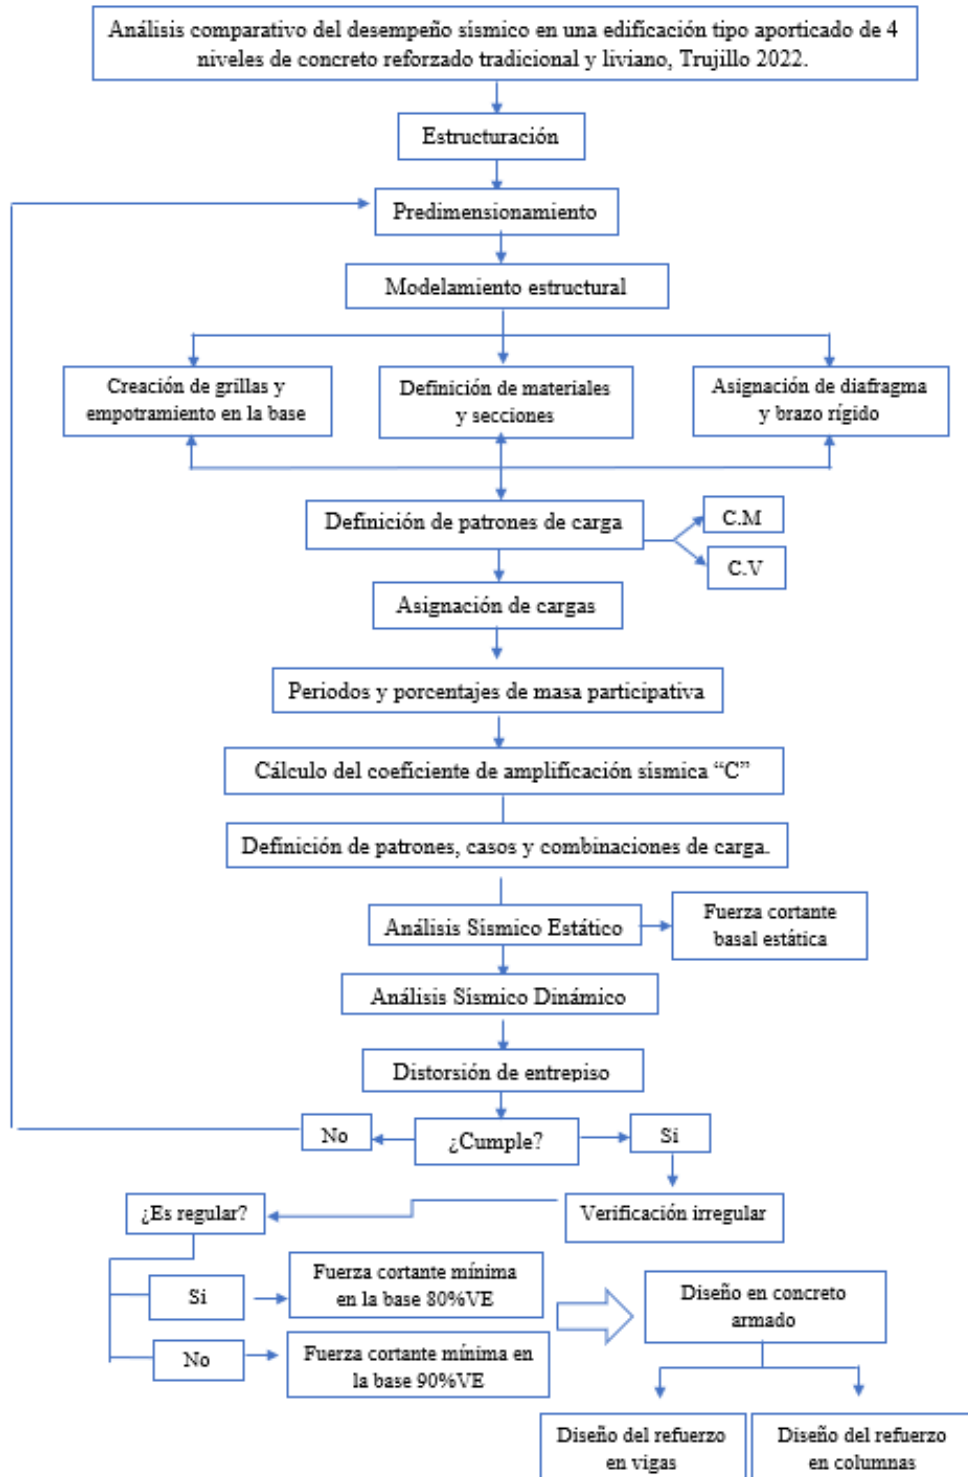 Análisis comparativo del desempeño sísmico en una edificación tipo aporticado de 4
niveles de concreto reforzado tradicional y liviano, Trujillo 2022.
Estructuración
Predimensionamiento
Modelamiento estructural
Creación de grillas y
empotramiento en la base
Definición de materiales
y secciones
Asignación de diafragma
y brazo rígido
Definición de patrones de carga
C.M
C.V
Asignación de cargas
Periodos y porcentajes de masa participativa
Cálculo del coeficiente de amplificación sísmica “C”
Definición de patrones, casos y combinaciones de carga.
Análisis Sísmico Estático
Fuerza cortante
basal estática
Análisis Sísmico Dinámico
Distorsión de entrepiso
No
¿Cumple?
Si
¿Es regular?
Verificación irregular
Si
Fuerza cortante mínima
en la base 80%VE
Diseño en concreto
armado
No
Fuerza cortante mínima en
la base 90%VE
Diseño del refuerzo
en vigas
Diseño del refuerzo
en columnas